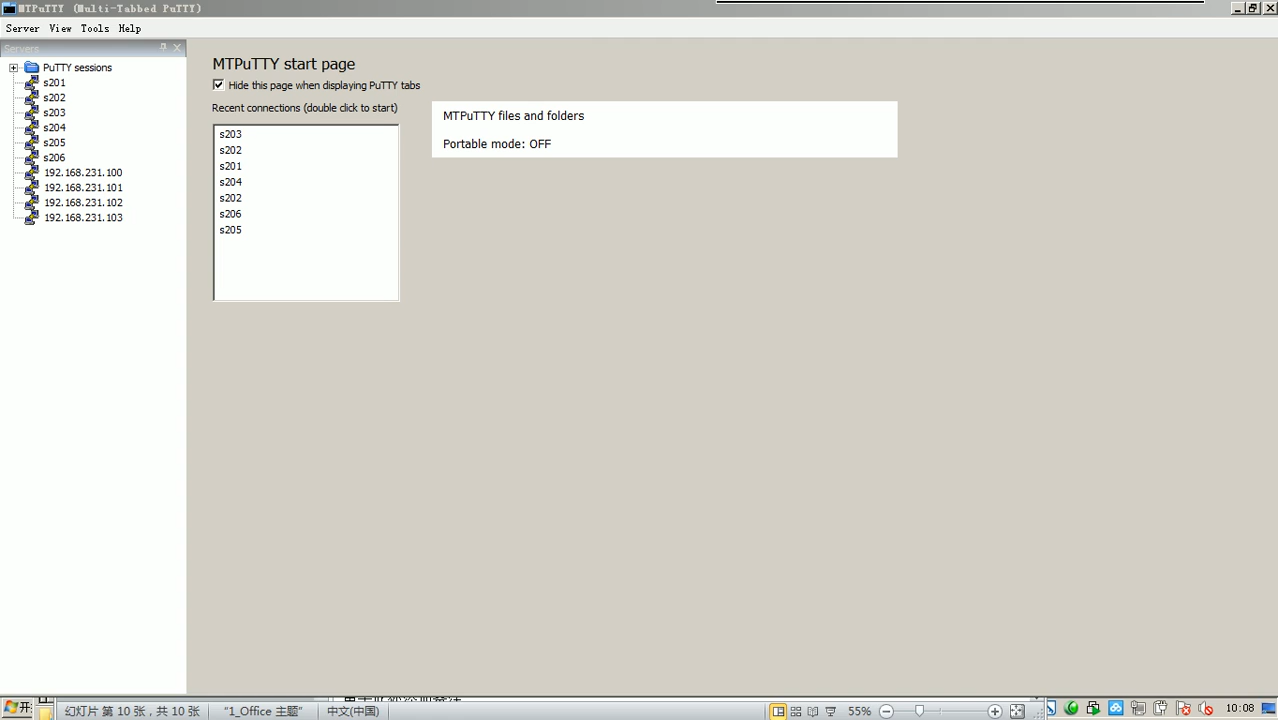 MTPuTTY (Multi-Tabbed PuTTY)
Server View Tools Help
Servers
PuTTY sessions
s201
s202
s203
s204
s205
s206
192.168.231.100
192.168.231.101
192.168.231.102
192.168.231.103
MTPuTTY start page
Hide this page when displaying PuTTY tabs
Recent connections (double click to start)
s203
s202
s201
s204
s202
s206
s205
MTPuTTY files and folders
Portable mode: OFF
开
幻灯片 第 10 张，共 10 张
"1_Office 主题"
中文(中国)
55%
10:08